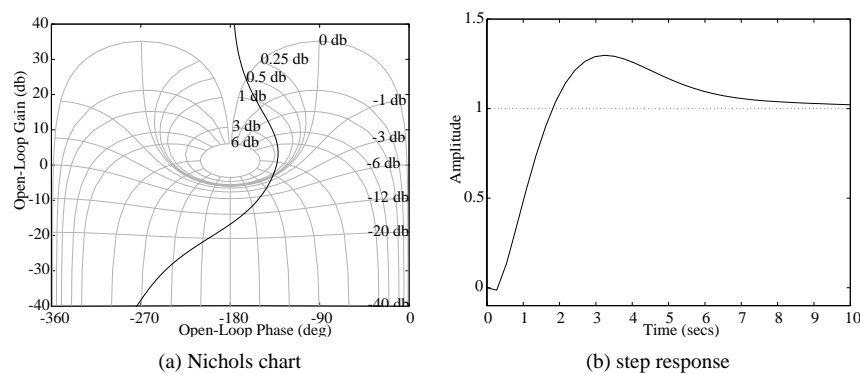 40
30
20
10
0
-10
-20
-30
-40
Open-Loop Gain (db)
0 db
0.25 db
0.5 db
1 db
-1 db
3 db
-3 db
6 db
-6 db
-12 db
-20 db
-40 db
-360
-270
-180
-90
0
Open-Loop Phase (deg)
(a) Nichols chart
1.5
1
0.5
0
Amplitude
0
1
2
3
4
5
6
7
8
9
10
Time (secs)
(b) step response